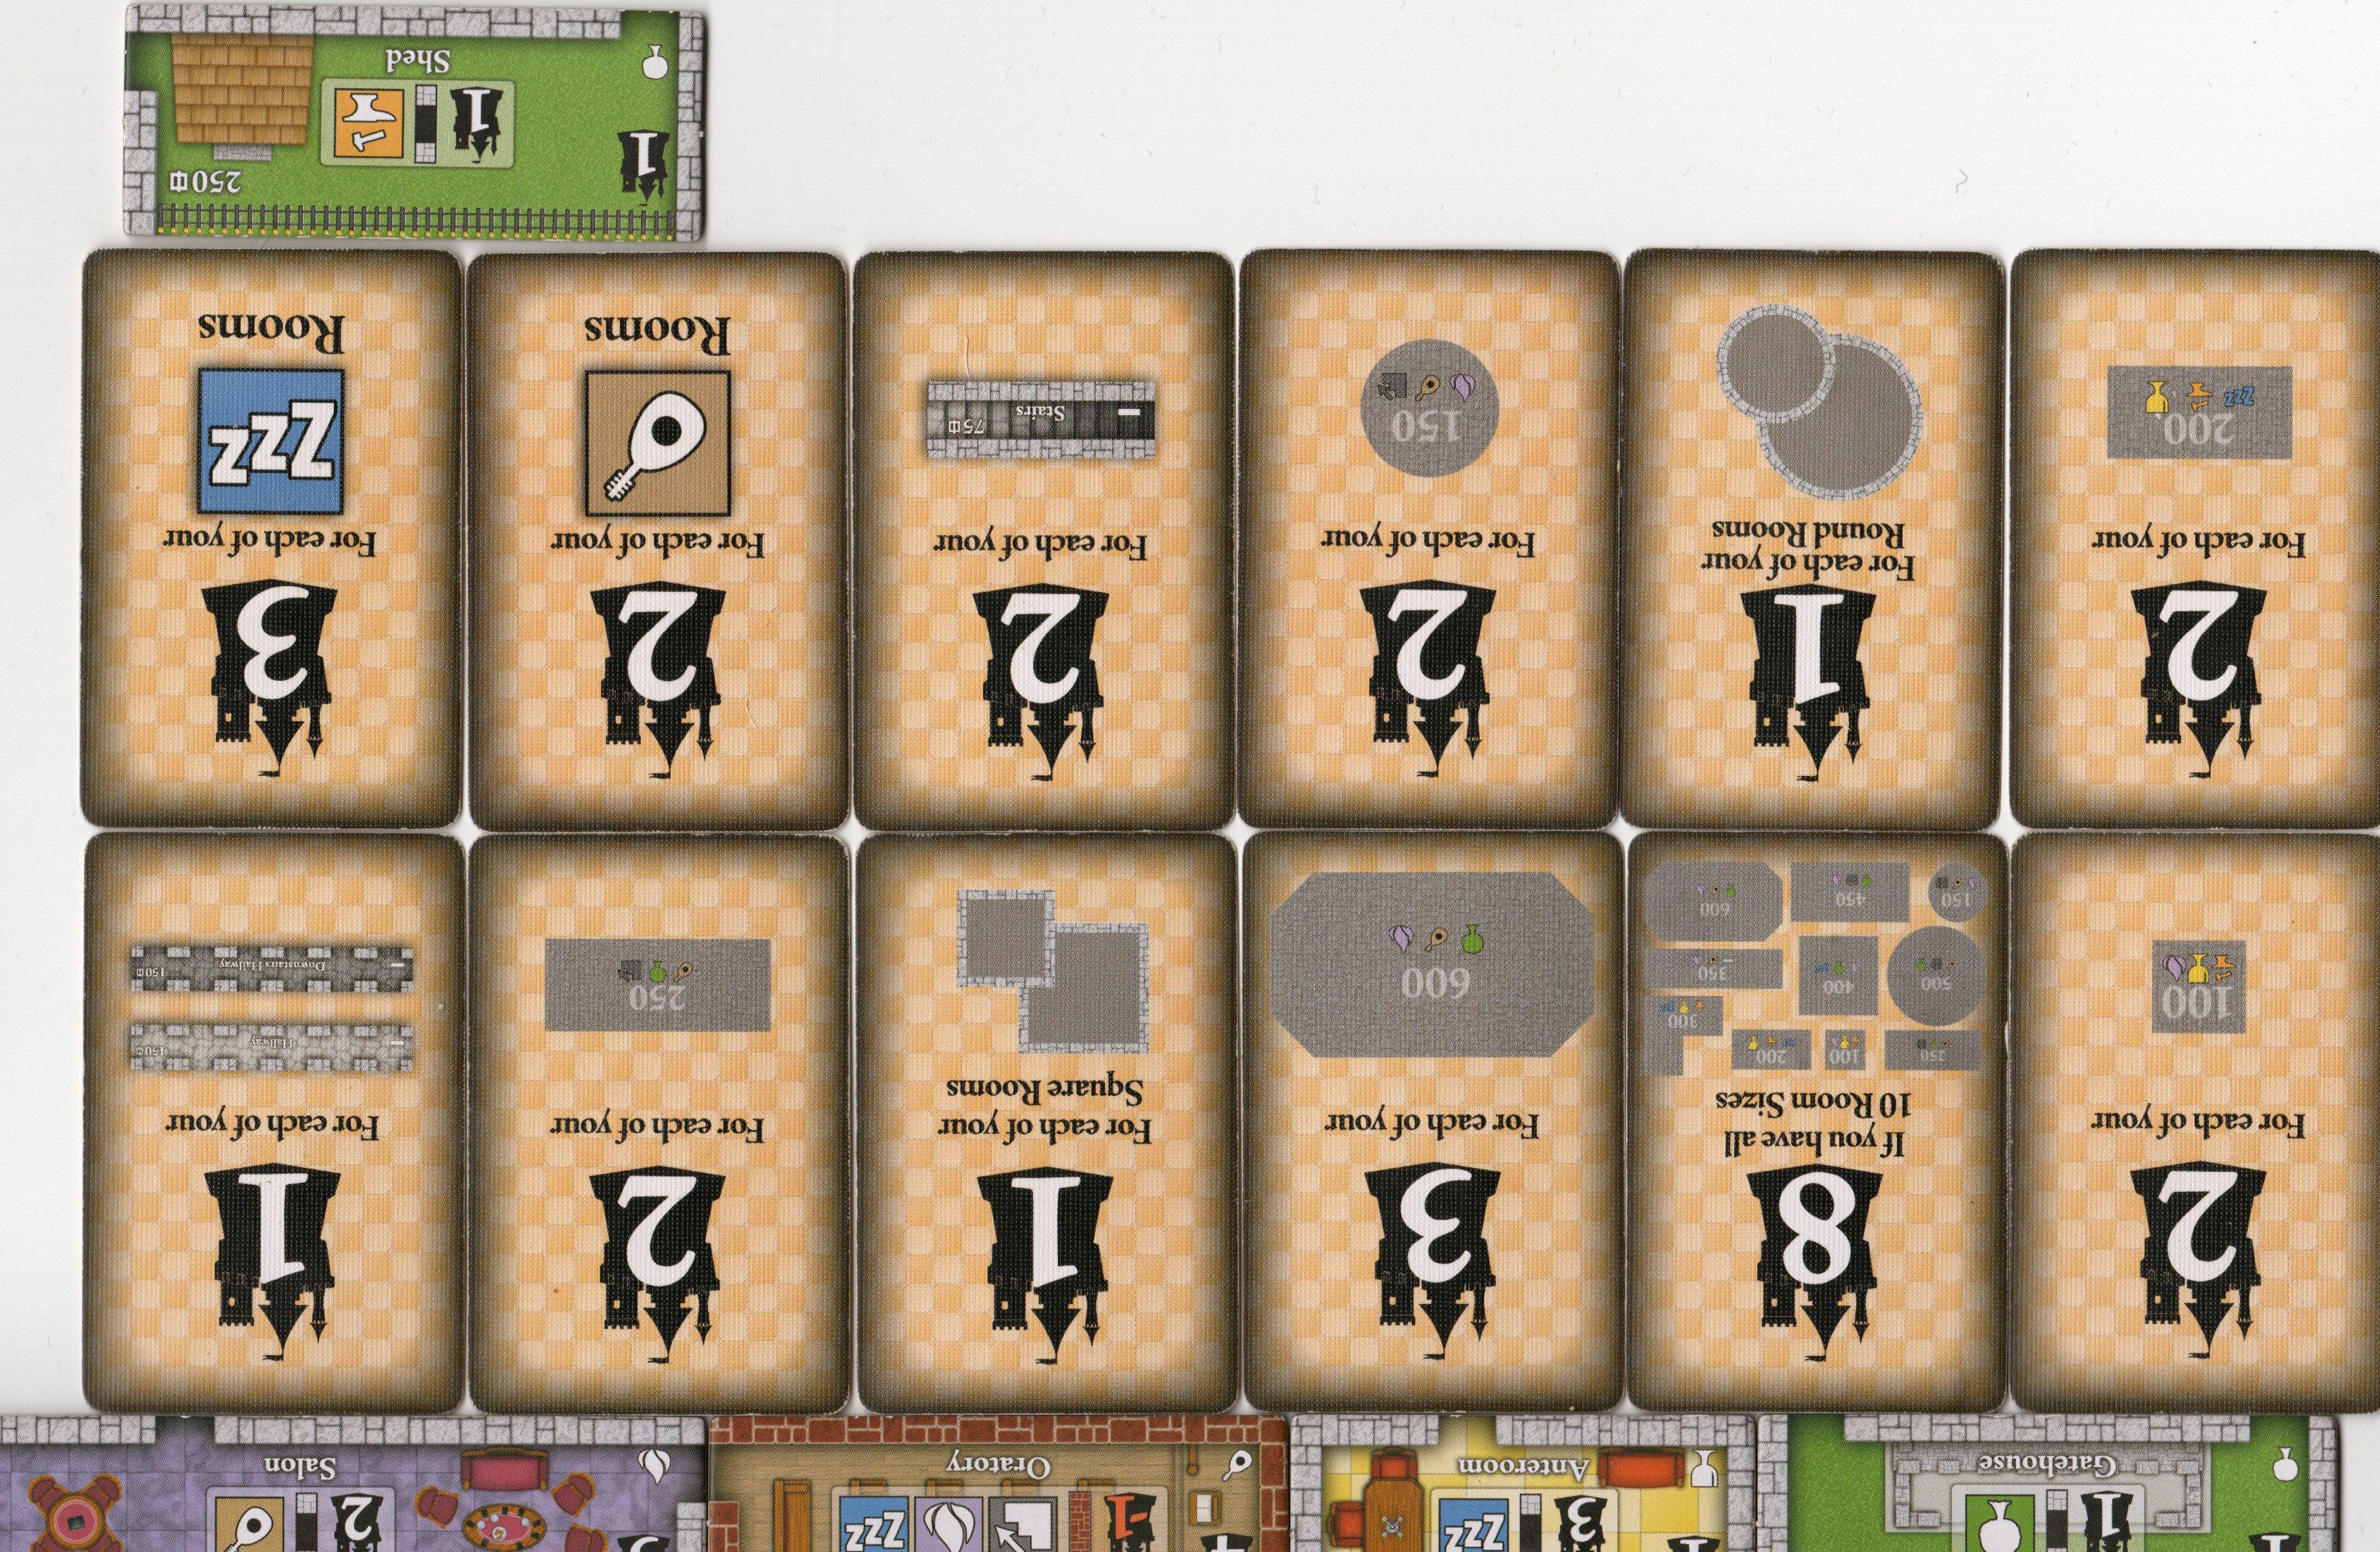 1
Gatehouse
3
zzz
Anteroom
-1
zzz
Oratory
2
Salon
2
For each of your
100
8
If you have all
10 Room Sizes
250
100
200
300
500
400
350
150
450
600
3
For each of your
600
1
For each of your
Square Rooms
2
For each of your
250
1
For each of your
Hallway
150
Downstairs Hallway
150
2
For each of your
200
zzz
1
For each of your
Round Rooms
2
For each of your
150
2
For each of your
Stairs
75
2
For each of your
Rooms
3
For each of your
zzz
Rooms
1
250
1
Shed